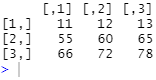 [,1] [,2] [,3]
[1,] 11 12 13
[2,] 55 60 65
[3,] 66 72 78
>